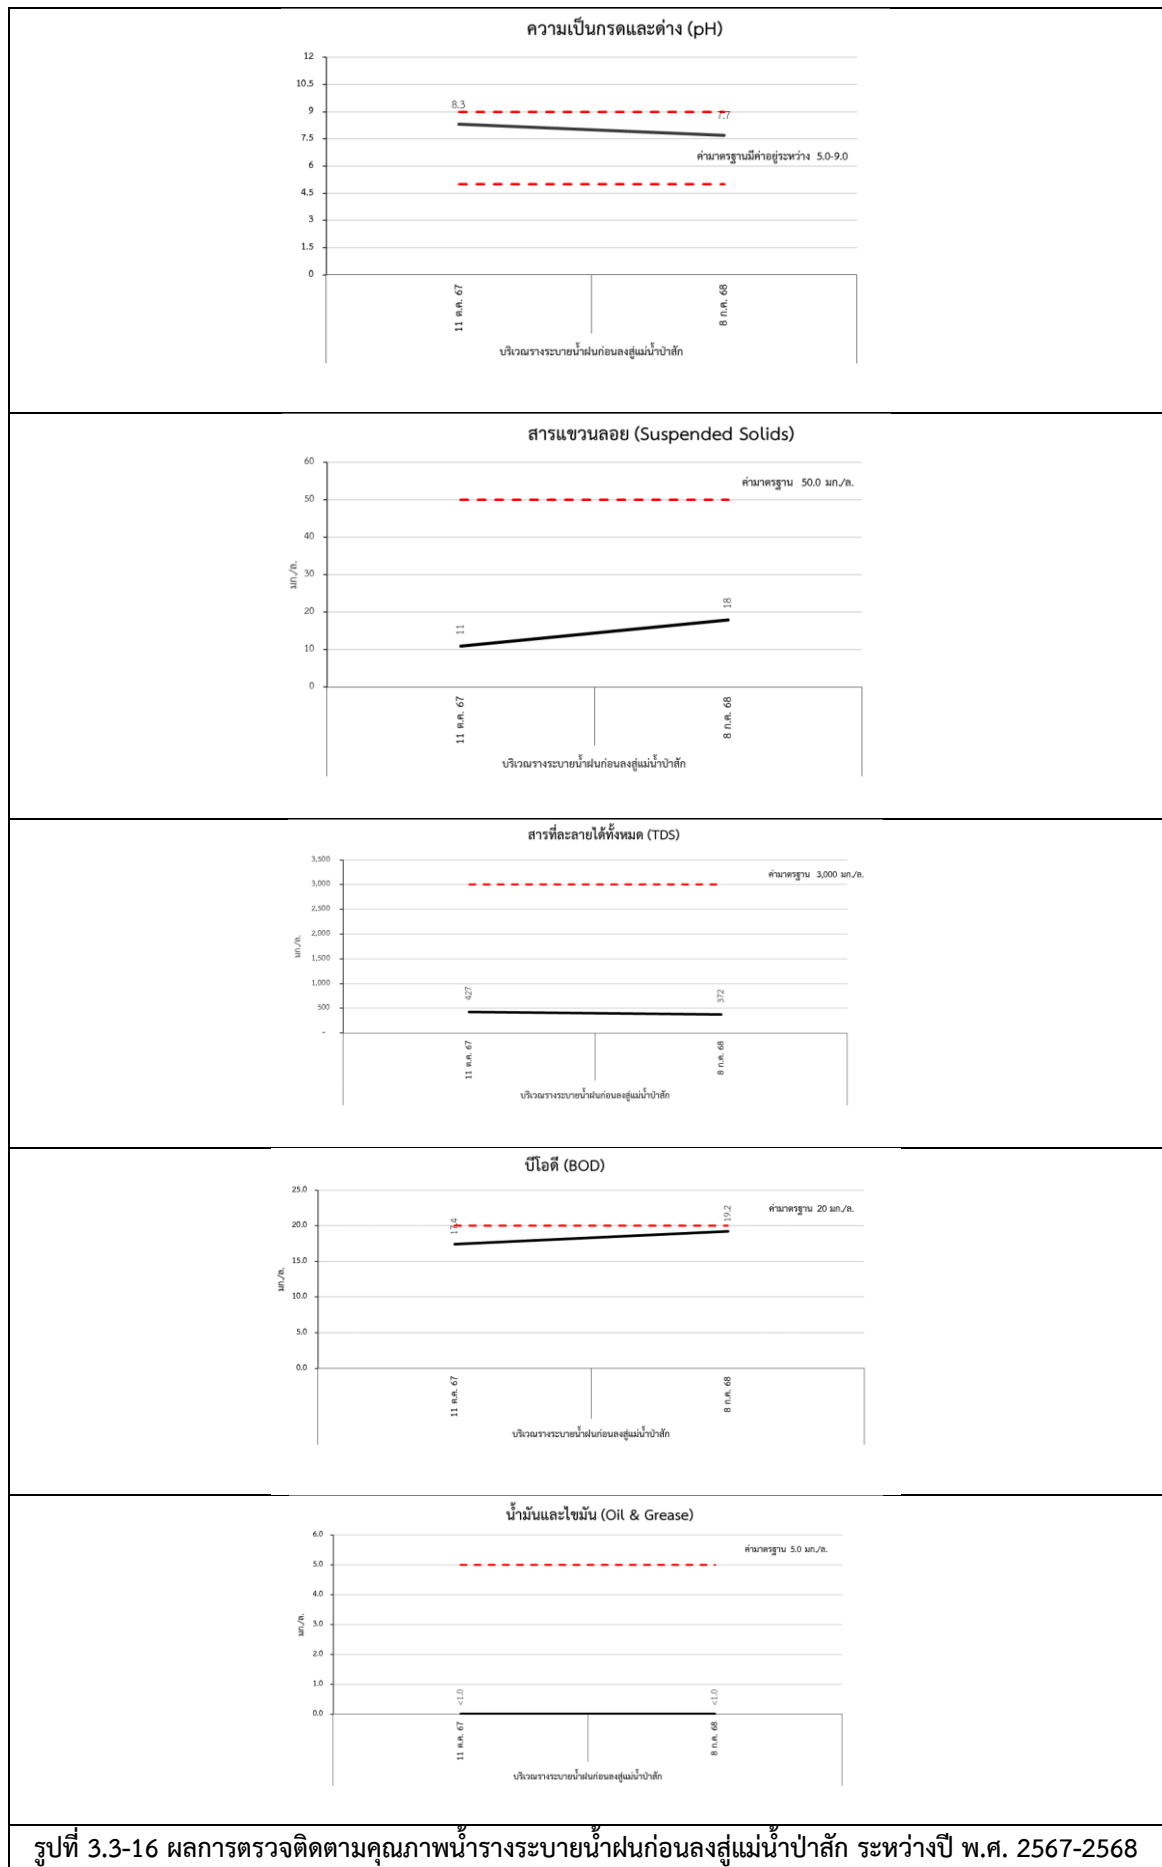 ความเป็นกรดและด่าง (pH)
12
10.5
9
7.5
6
4.5
3
1.5
0
8.3
7.7
ค่ามาตรฐานมีค่าอยู่ระหว่าง 5.0-9.0
11 ต.ค. 67
8 ก.ค. 68
บริเวณรางระบายน้ำฝนก่อนลงสู่แม่น้ำป่าสัก
สารแขวนลอย (Suspended Solids)
60
50
40
30
20
10
0
มก./ล.
ค่ามาตรฐาน 50.0 มก./ล.
11
18
11 ต.ค. 67
8 ก.ค. 68
บริเวณรางระบายน้ำฝนก่อนลงสู่แม่น้ำป่าสัก
สารที่ละลายได้ทั้งหมด (TDS)
3,500
3,000
2,500
2,000
1,500
1,000
500
-
มก./ล.
ค่ามาตรฐาน 3,000 มก./ล.
427
372
11 ต.ค. 67
8 ก.ค. 68
บริเวณรางระบายน้ำฝนก่อนลงสู่แม่น้ำป่าสัก
บีโอดี (BOD)
25.0
20.0
15.0
10.0
5.0
0.0
มก./ล.
ค่ามาตรฐาน 20 มก./ล.
17.4
19.2
11 ต.ค. 67
8 ก.ค. 68
บริเวณรางระบายน้ำฝนก่อนลงสู่แม่น้ำป่าสัก
น้ำมันและไขมัน (Oil & Grease)
6.0
5.0
4.0
3.0
2.0
1.0
0.0
มก./ล.
ค่ามาตรฐาน 5.0 มก./ล.
<1.0
<1.0
11 ต.ค. 67
8 ก.ค. 68
บริเวณรางระบายน้ำฝนก่อนลงสู่แม่น้ำป่าสัก
รูปที่ 3.3-16 ผลการตรวจติดตามคุณภาพน้ำรางระบายน้ำฝนก่อนลงสู่แม่น้ำป่าสัก ระหว่างปี พ.ศ. 2567-2568